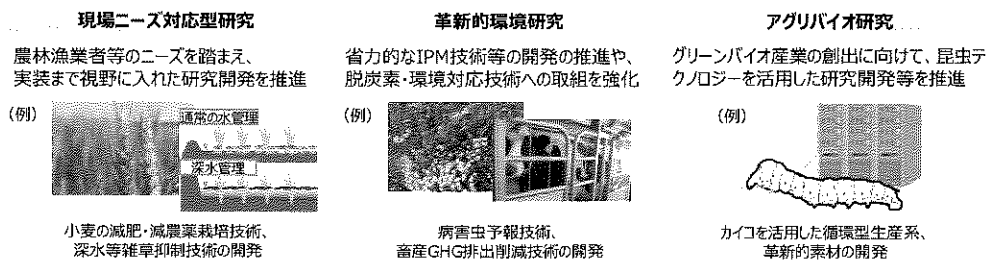 現場ニーズ対応型研究
農林漁業者等のニーズを踏まえ、
実装まで視野に入れた研究開発を推進
(例)
通常の水管理
深水管理
小麦の減肥・減農薬栽培技術、
深水等雑草抑制技術の開発
革新的環境研究
省力的なIPM技術等の開発の推進や、
脱炭素・環境対応技術への取組を強化
(例)
病害虫予報技術、
畜産GHG排出削減技術の開発
アグリバイオ研究
グリーンバイオ産業の創出に向けて、昆虫テ
クノロジーを活用した研究開発等を推進
(例)
カイコを活用した循環型生産系、
革新的素材の開発